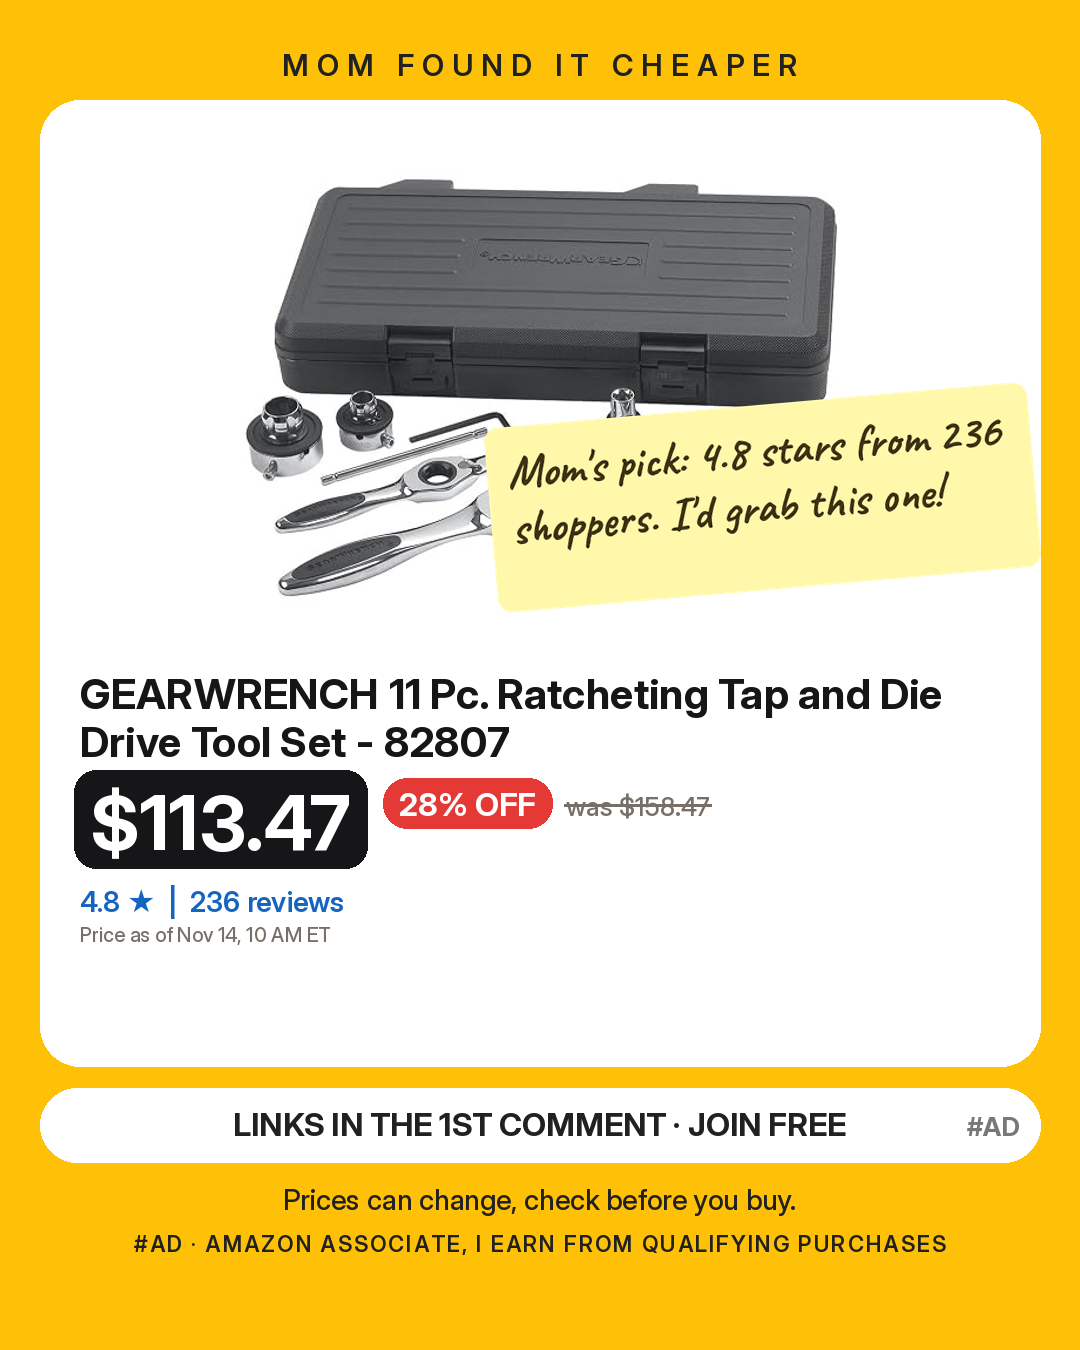 MOM FOUND IT CHEAPER
GEARWRENCH
Mom's pick: 4.8 stars from 236
shoppers. I'd grab this one!
GEARWRENCH
GEARWRENCH 11 Pc. Ratcheting Tap and Die
Drive Tool Set - 82807
$113.47
28% OFF
was $158.47
4.8 ★ | 236 reviews
Price as of Nov 14, 10 AM ET
LINKS IN THE 1ST COMMENT · JOIN FREE
#AD
Prices can change, check before you buy.
#AD · AMAZON ASSOCIATE, I EARN FROM QUALIFYING PURCHASES